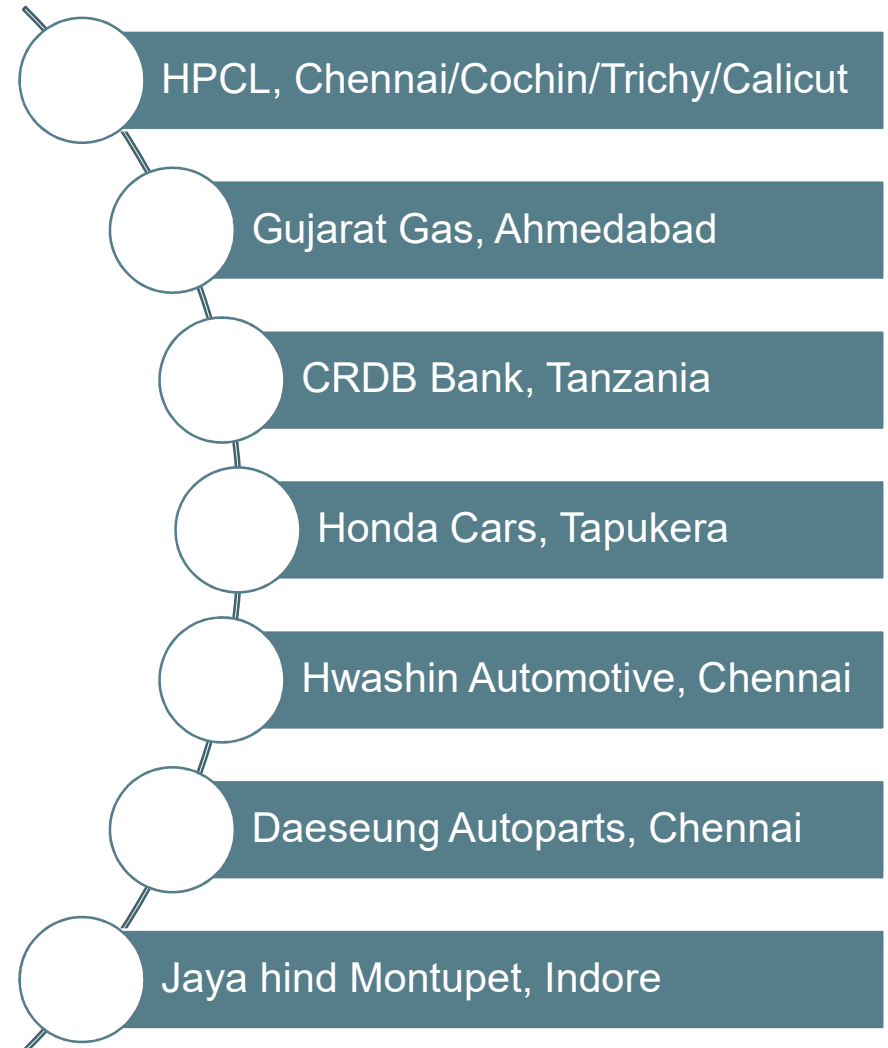 HPCL, Chennai/Cochin/Trichy/Calicut
Gujarat Gas, Ahmedabad
CRDB Bank, Tanzania
Honda Cars, Tapukera
Hwashin Automotive, Chennai
Daeseung Autoparts, Chennai
Jaya hind Montupet, Indore